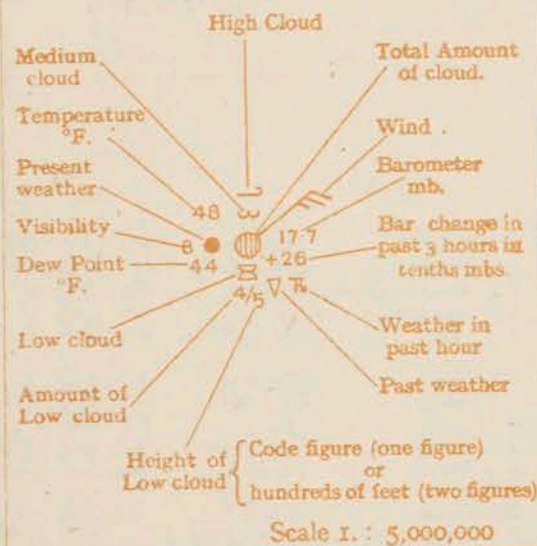 High Cloud
Medium
cloud
Total Amount
of cloud.
Temperature
°F.
Wind .
Present
weather
Barometer
mb.
48
Visibility
8
17·7
Bar change in
past 3 hours in
tenths mbs
+26
Dew Point
°F.
44
4/5
Low cloud
Weather in
past hour
Amount of
Low cloud
Past weather
Height of
Low cloud
Code figure (one figure)
or
hundreds of feet (two figures)
Scale 1. : 5,000,000